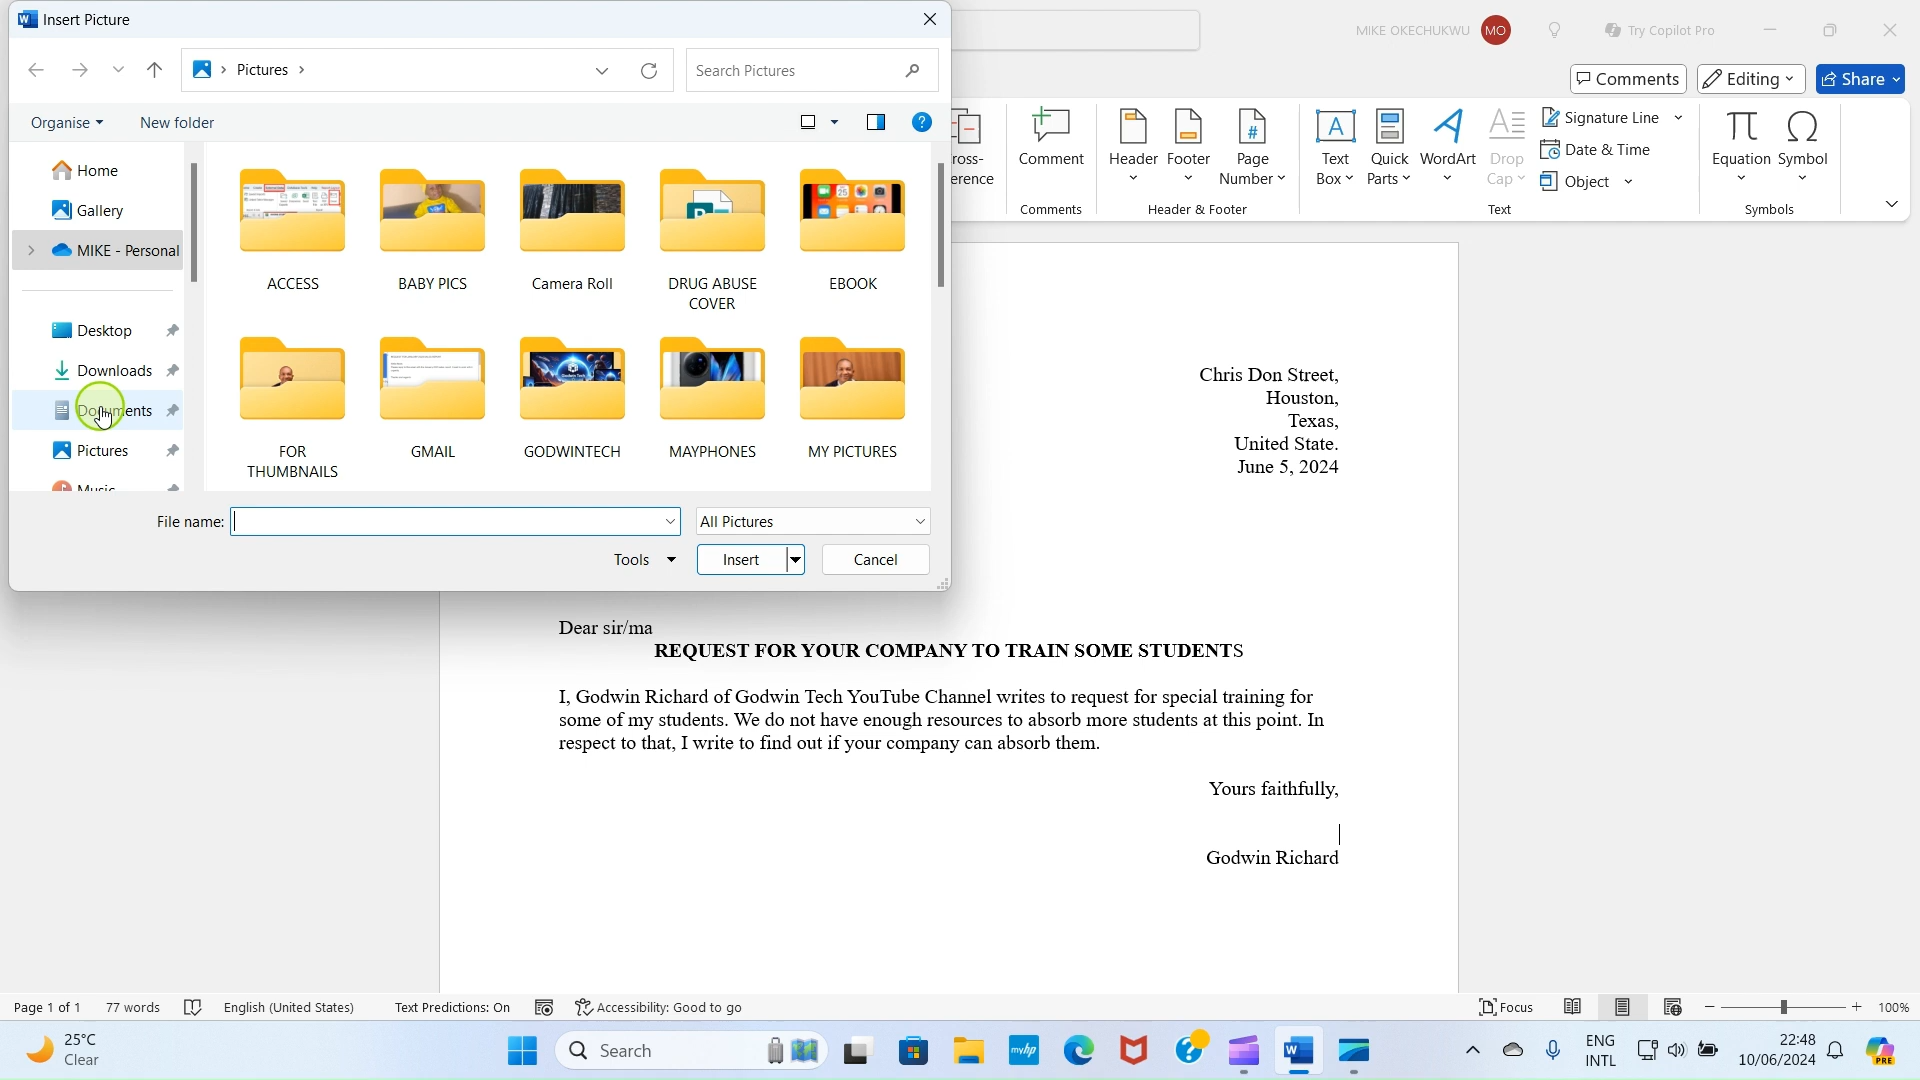 Insert Picture
MIKE OKECHUKWU MO Try Copilot Pro
Pictures
Search Pictures
Comments Editing Share
Organise New folder
Home
Gallery
MIKE - Personal
Desktop
Downloads
Documents
Pictures
Music
ACCESS BABY PICS Camera Roll DRUG ABUSE COVER EBOOK
FOR THUMBNAILS GMAIL GODWINTECH MAYPHONES MY PICTURES
File name: All Pictures
Tools Insert Cancel
ross-
erence
Comment
Header Footer Page Number
Text Box Quick Parts WordArt Drop Cap
Signature Line
Date & Time
Object
Equation Symbol
Comments Header & Footer Text Symbols
Chris Don Street,
Houston,
Texas,
United State.
June 5, 2024
Dear sir/ma
REQUEST FOR YOUR COMPANY TO TRAIN SOME STUDENTS
I, Godwin Richard of Godwin Tech YouTube Channel writes to request for special training for
some of my students. We do not have enough resources to absorb more students at this point. In
respect to that, I write to find out if your company can absorb them.
Yours faithfully,
Godwin Richard
Page 1 of 1 77 words English (United States) Text Predictions: On Accessibility: Good to go Focus 100%
25°C
Clear
Search
myhp
ENG
INTL
22:48
10/06/2024
PRE